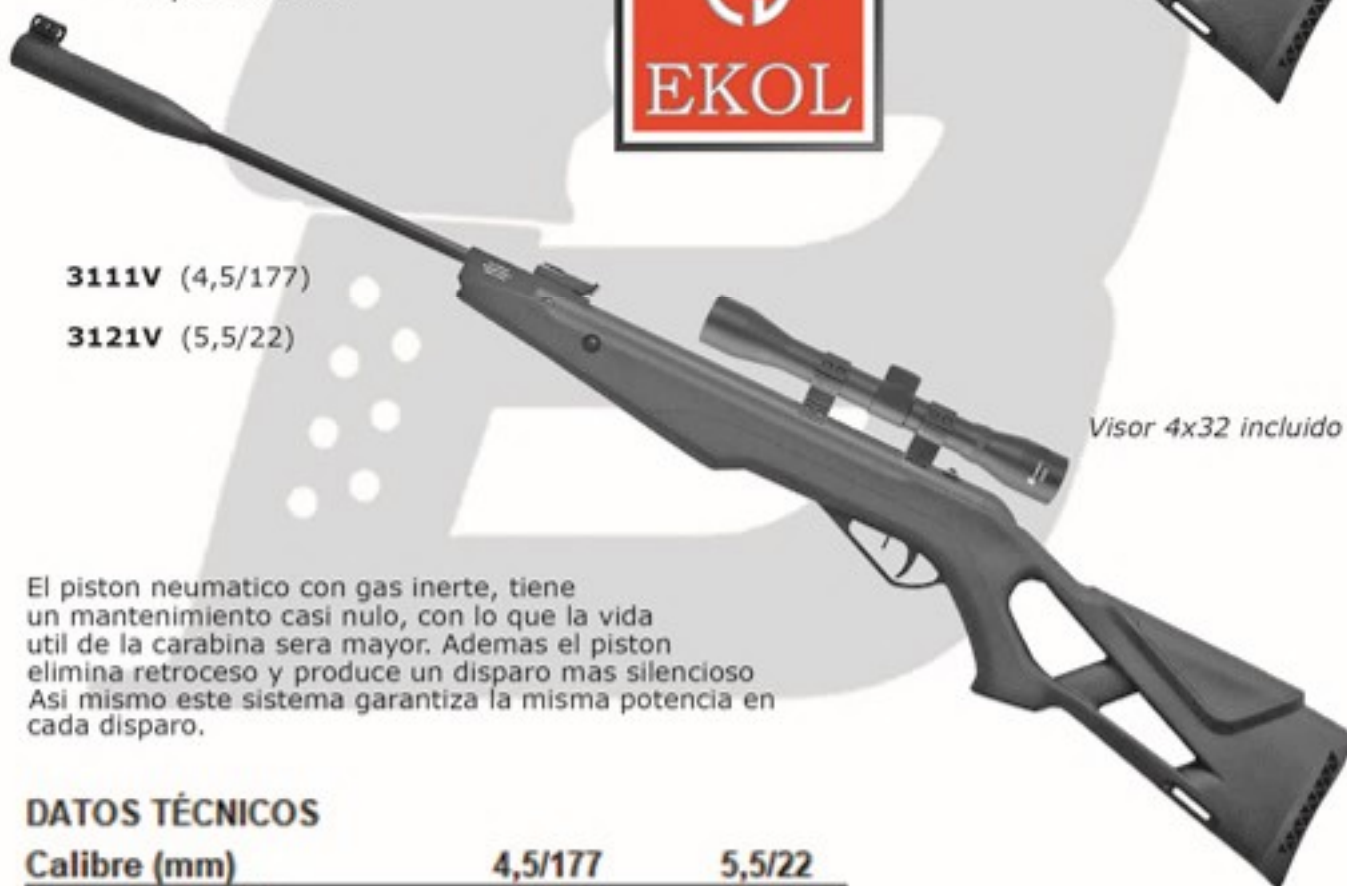 EKOL
3111V (4,5/177)
3121V (5,5/22)
Visor 4x32 incluido
El piston neumatico con gas inerte, tiene
un mantenimiento casi nulo, con lo que la vida
util de la carabina sera mayor. Ademas el piston
elimina retroceso y produce un disparo mas silencioso
Asi mismo este sistema garantiza la misma potencia en
cada disparo.
DATOS TÉCNICOS
Calibre (mm) 4,5/177 5,5/22